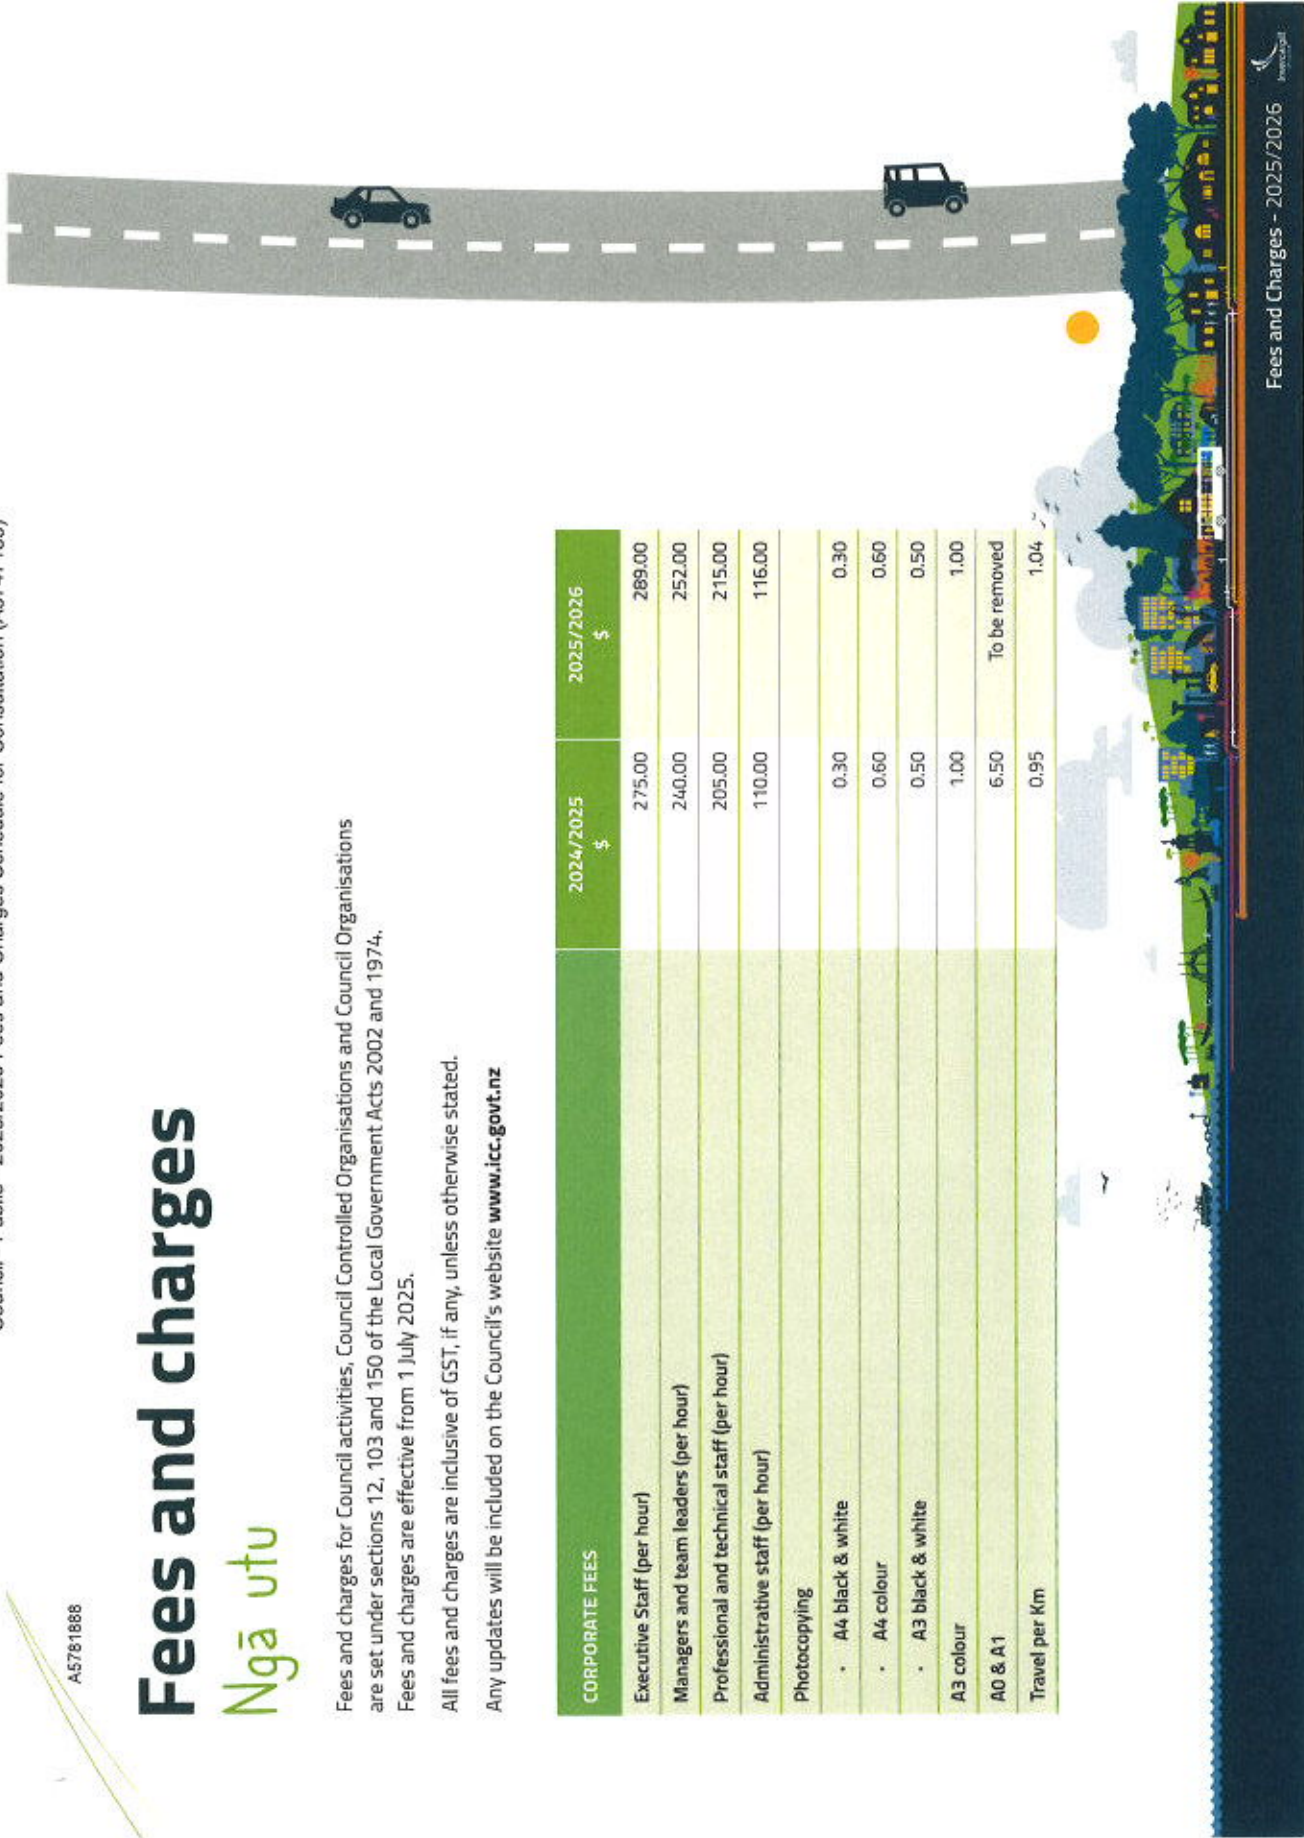 A5781888
Fees and charges
Ngā utu
Fees and charges for Council activities, Council Controlled Organisations and Council Organisations
are set under sections 12, 103 and 150 of the Local Government Acts 2002 and 1974.
Fees and charges are effective from 1 July 2025.
All fees and charges are inclusive of GST, if any, unless otherwise stated.
Any updates will be included on the Council's website www.icc.govt.nz
CORPORATE FEES 2024/2025 $ 2025/2026 $
Executive Staff (per hour) 275.00 289.00
Managers and team leaders (per hour) 240.00 252.00
Professional and technical staff (per hour) 205.00 215.00
Administrative staff (per hour) 110.00 116.00
Photocopying
• A4 black & white 0.30 0.30
• A4 colour 0.60 0.60
• A3 black & white 0.50 0.50
A3 colour 1.00 1.00
A0 & A1 6.50 To be removed
Travel per Km 0.95 1.04
Fees and Charges - 2025/2026
Invercargill